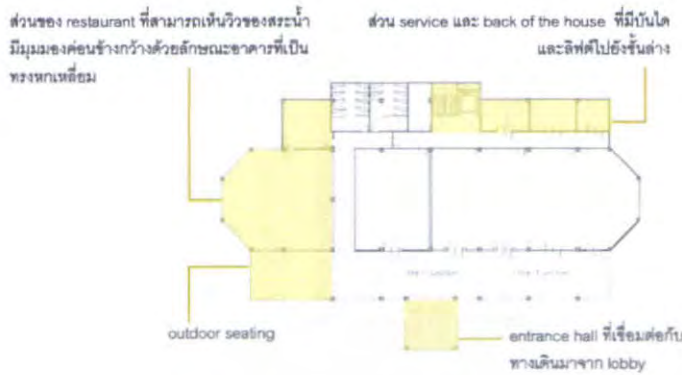 ส่วนของ restaurant ที่สามารถเห็นวิวของสระน้ำ
มีมุมมองค่อนข้างกว้างด้วยลักษณะอาคารที่เป็น
ทรงหกเหลี่ยม
ส่วน service และ back of the house ที่มีบันได
และลิฟต์ไปยังชั้นล่าง
outdoor seating
entrance hall ที่เชื่อมต่อกับ
ทางเดินมาจาก lobby